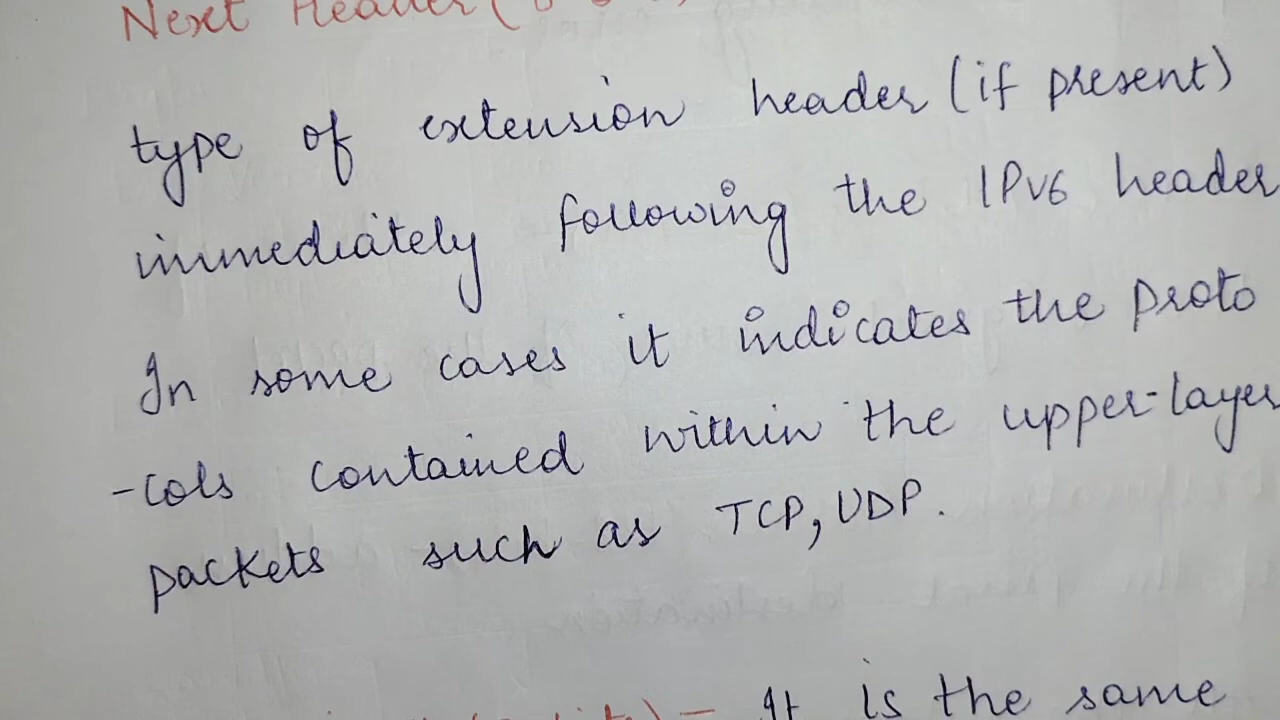 Next Header (
type of extension header (if present)
immediately following the IPv6 header
In some cases it indicates the proto
-cols contained within the upper-layer
packets such as TCP, UDP.
) - It is the same